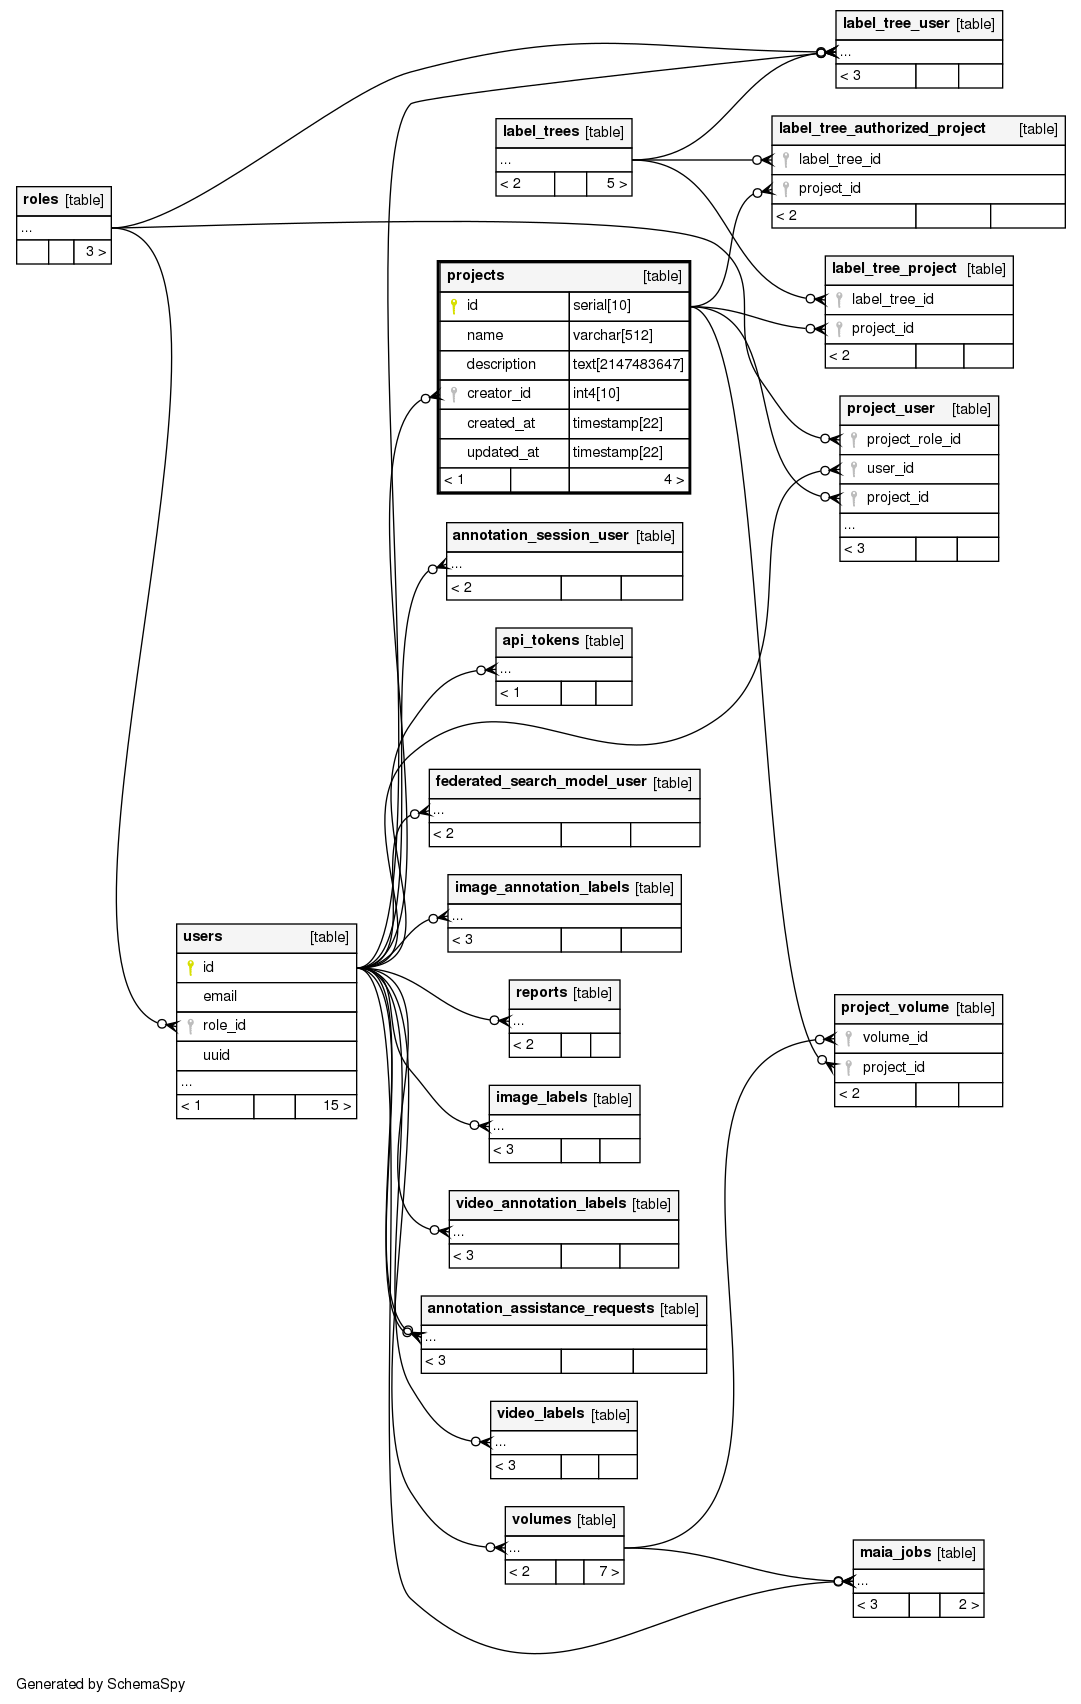 label_tree_user [table]
...
< 3
label_trees [table]
...
< 2 5 >
label_tree_authorized_project [table]
label_tree_id
project_id
< 2
roles [table]
...
3 >
label_tree_project [table]
label_tree_id
project_id
< 2
projects [table]
id serial[10]
name varchar[512]
description text[2147483647]
creator_id int4[10]
created_at timestamp[22]
updated_at timestamp[22]
< 1 4 >
project_user [table]
project_role_id
user_id
project_id
...
< 3
annotation_session_user [table]
...
< 2
api_tokens [table]
...
< 1
federated_search_model_user [table]
...
< 2
image_annotation_labels [table]
...
< 3
users [table]
id
email
role_id
uuid
...
< 1 15 >
reports [table]
...
< 2
project_volume [table]
volume_id
project_id
< 2
image_labels [table]
...
< 3
video_annotation_labels [table]
...
< 3
annotation_assistance_requests [table]
...
< 3
video_labels [table]
...
< 3
volumes [table]
...
< 2 7 >
maia_jobs [table]
...
< 3 2 >
Generated by SchemaSpy